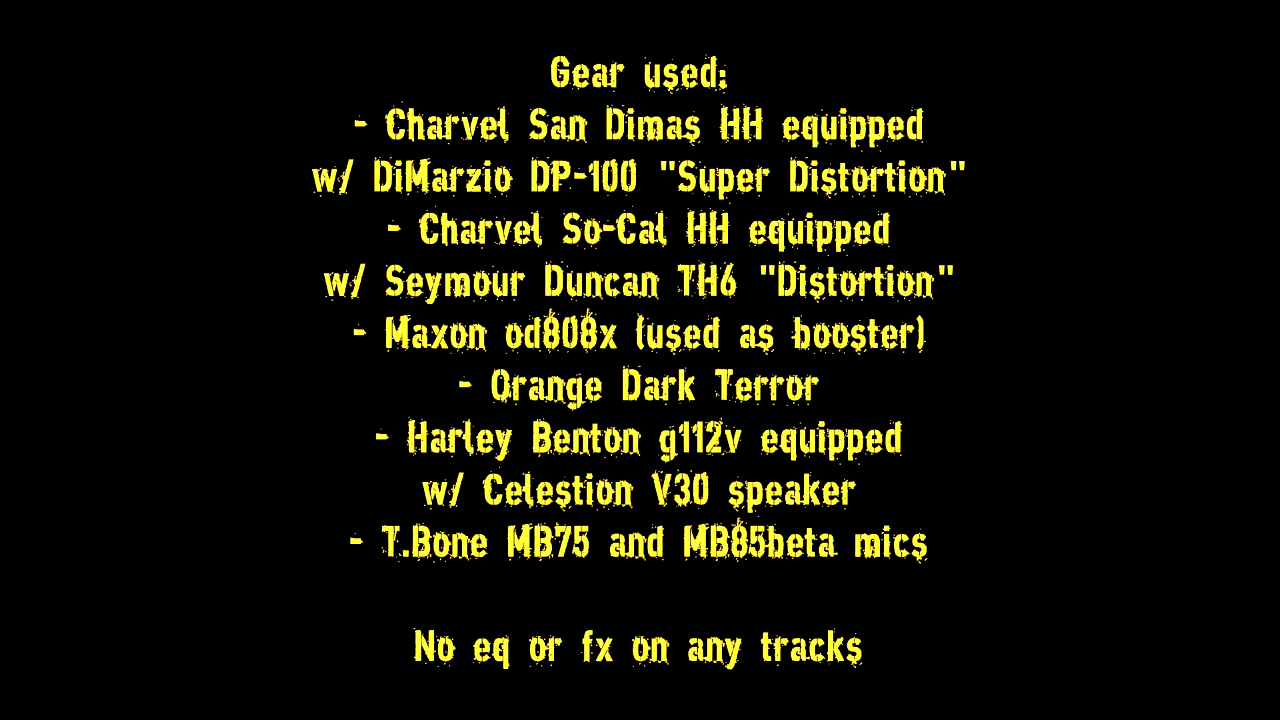 Gear used:
- Charvel San Dimas HH equipped
w/ DiMarzio DP-100 "Super Distortion"
- Charvel So-Cal HH equipped
w/ Seymour Duncan TH6 "Distortion"
- Maxon od808x (used as booster)
- Orange Dark Terror
- Harley Benton g112v equipped
w/ Celestion V30 speaker
- T.Bone MB75 and MB85beta mics
No eq or fx on any tracks